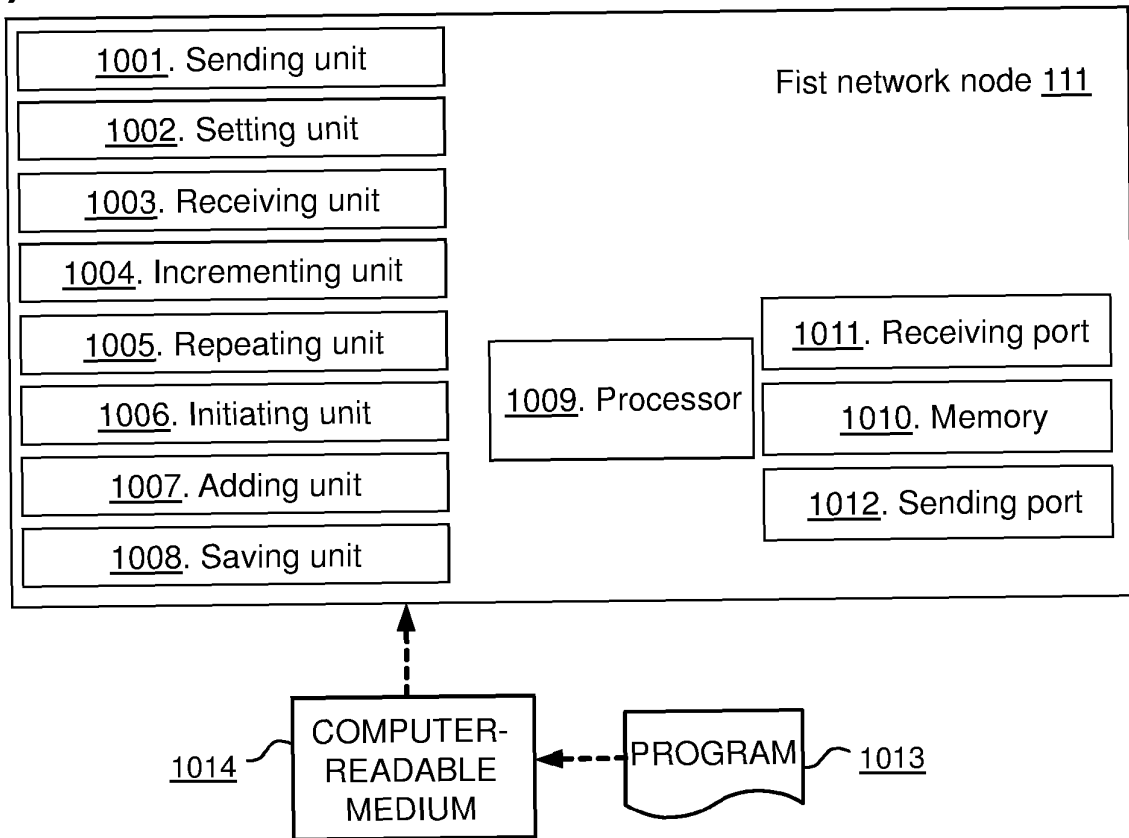 1001. Sending unit
Fist network node 111
1002. Setting unit
1003. Receiving unit
1004. Incrementing unit
1005. Repeating unit
1006. Initiating unit
1007. Adding unit
1008. Saving unit
1009. Processor
1011. Receiving port
1010. Memory
1012. Sending port
1014
COMPUTER-
READABLE
MEDIUM
PROGRAM
1013